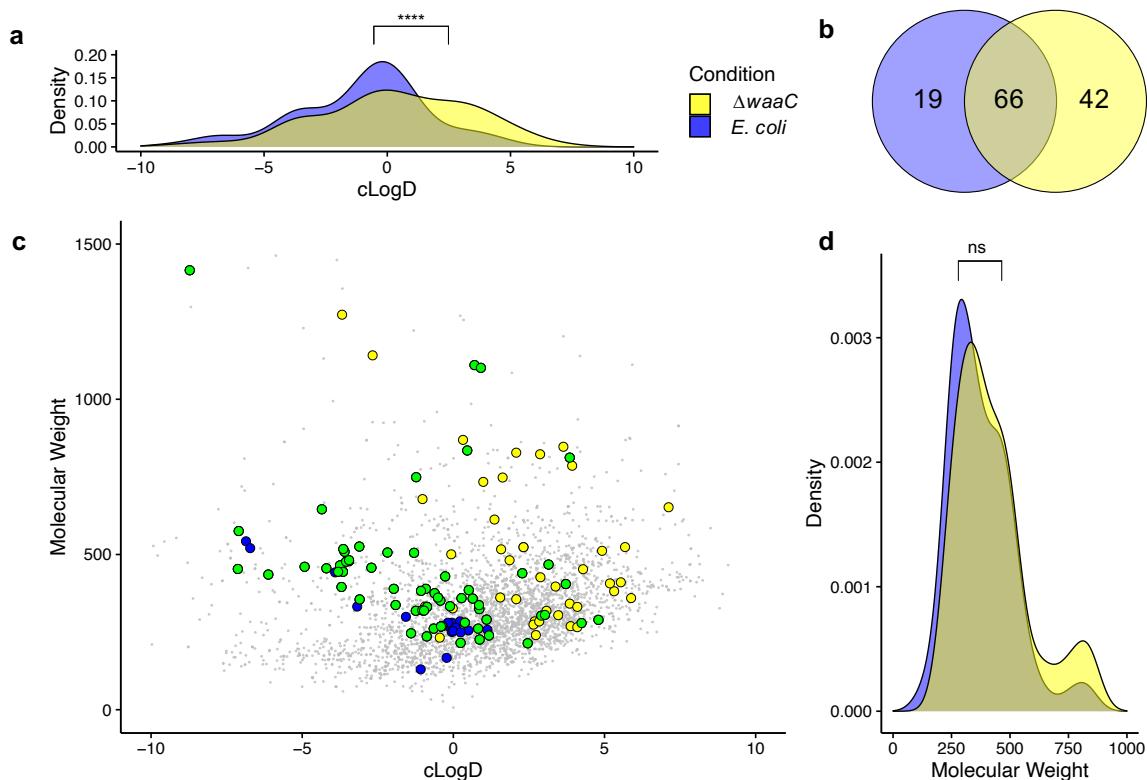 a
****
0.20
0.15
0.10
0.05
0.00
Density
−10
−5
0
5
10
cLogD
Condition
ΔwaaC
E. coli
b
19
66
42
c
1500
1000
500
0
Molecular Weight
−10
−5
0
5
10
cLogD
d
ns
0.003
0.002
0.001
0.000
Density
0
250
500
750
1000
Molecular Weight